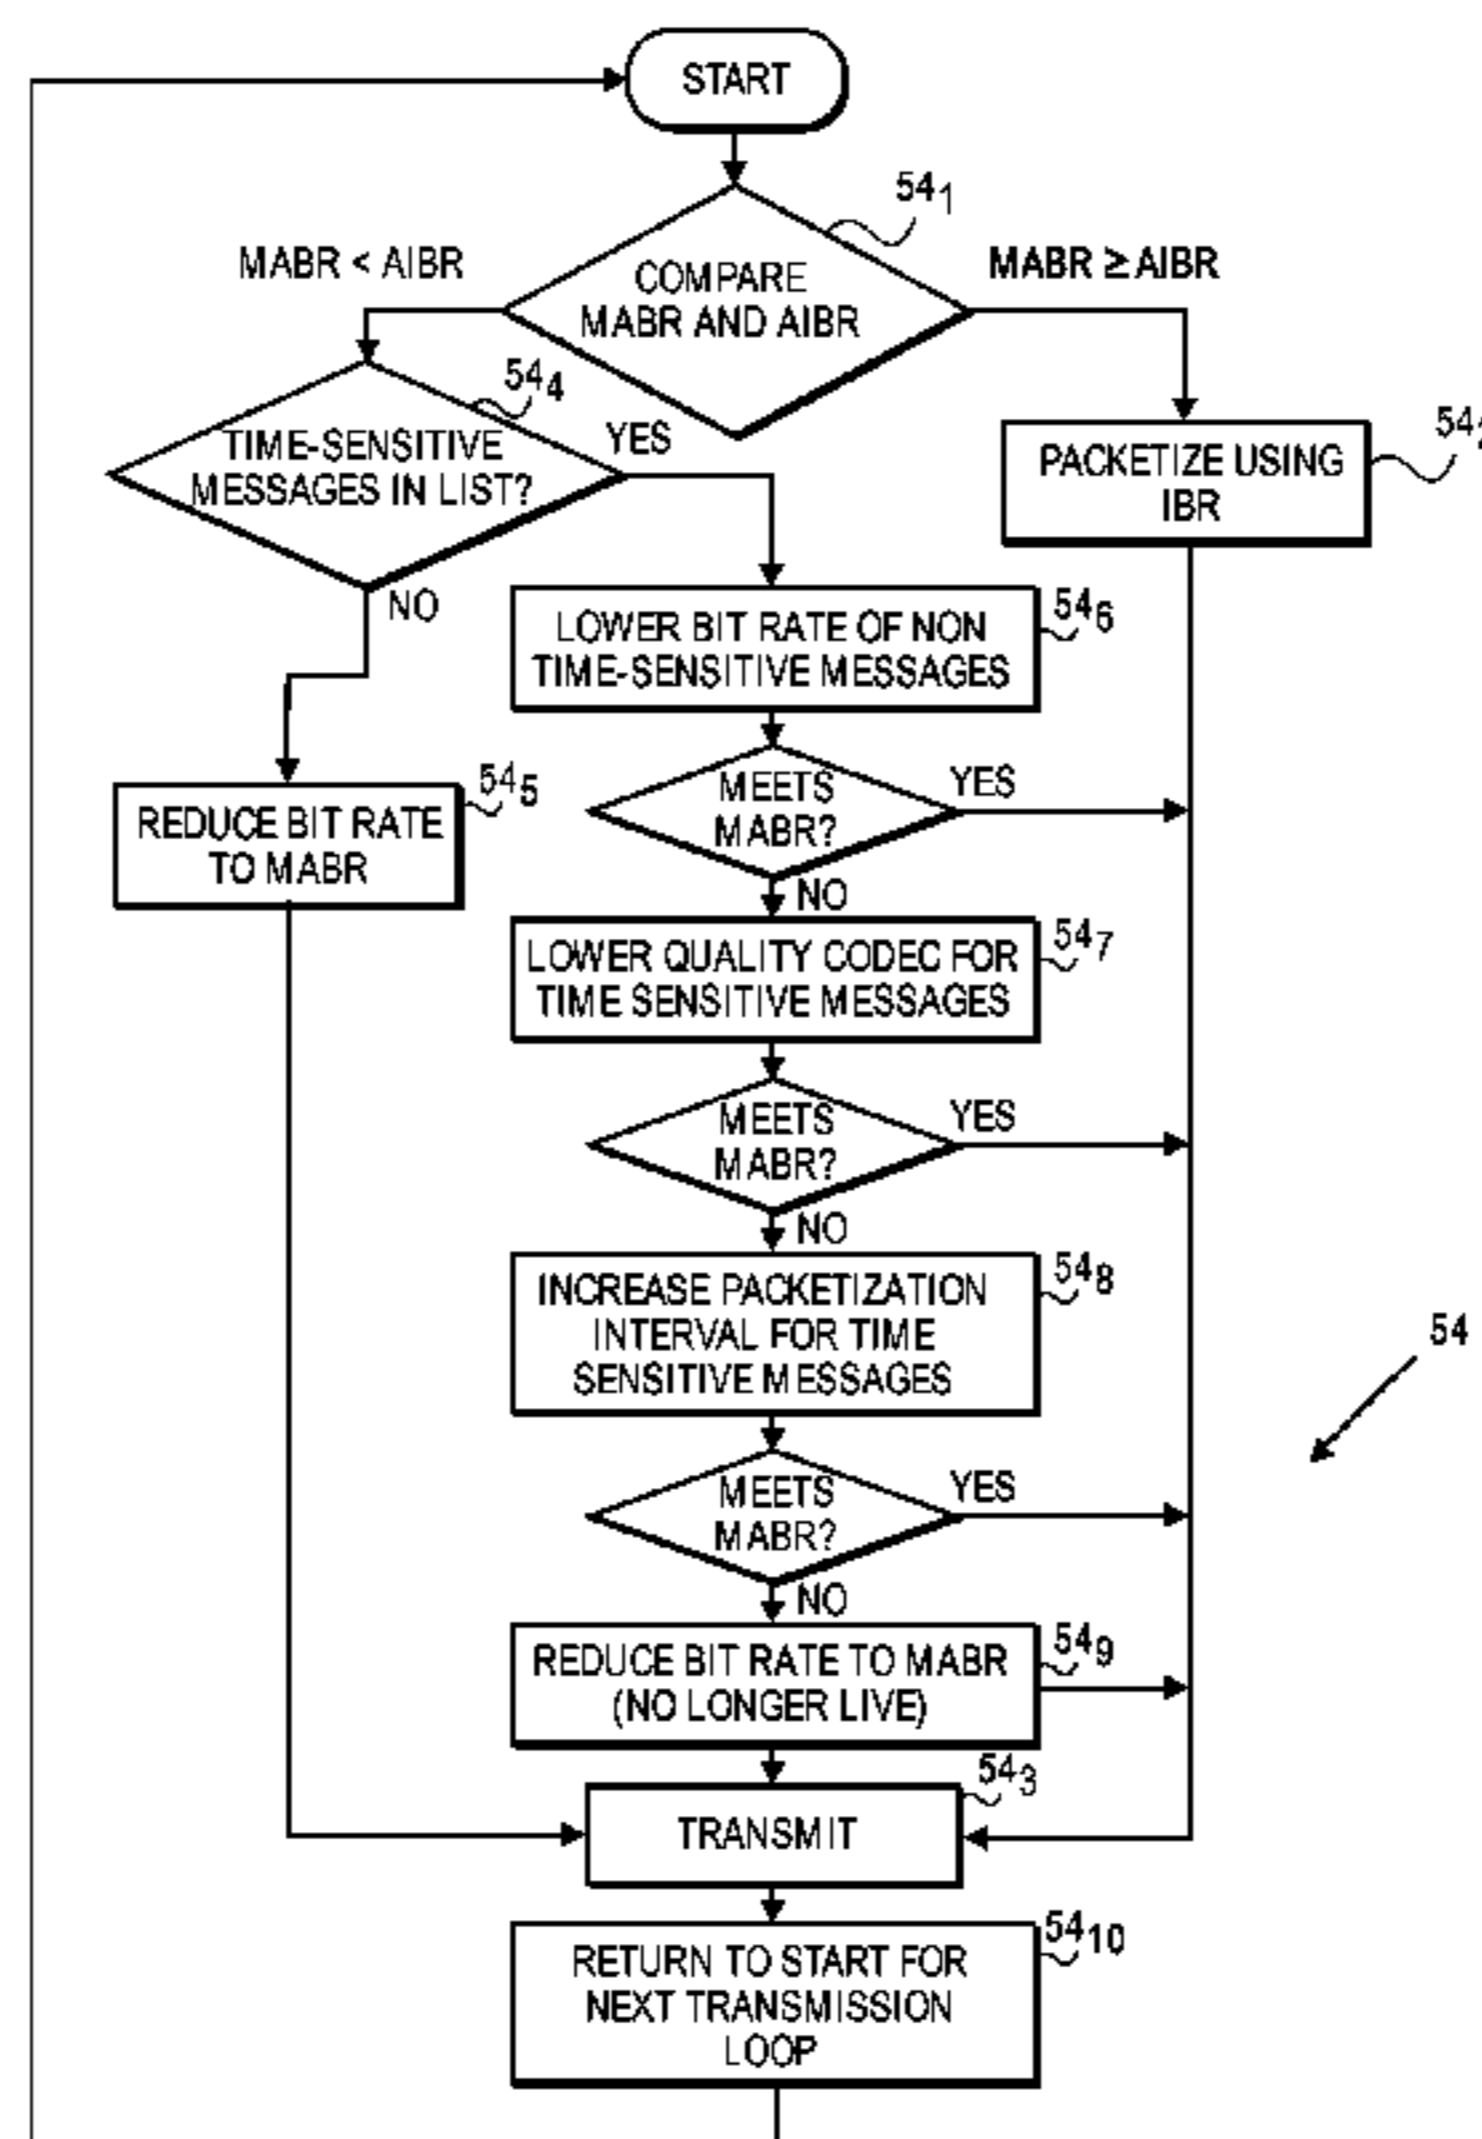 START
54₁
MABR < AIBR
MABR ≥ AIBR
COMPARE
MABR AND AIBR
54₄
TIME-SENSITIVE
MESSAGES IN LIST?
YES
54₂
PACKETIZE USING
IBR
NO
54₆
LOWER BIT RATE OF NON
TIME-SENSITIVE MESSAGES
54₅
REDUCE BIT RATE
TO MABR
MEETS
MABR?
YES
NO
54₇
LOWER QUALITY CODEC FOR
TIME SENSITIVE MESSAGES
MEETS
MABR?
YES
NO
54₈
INCREASE PACKETIZATION
INTERVAL FOR TIME
SENSITIVE MESSAGES
54
MEETS
MABR?
YES
NO
54₉
REDUCE BIT RATE TO MABR
(NO LONGER LIVE)
54₃
TRANSMIT
54₁₀
RETURN TO START FOR
NEXT TRANSMISSION
LOOP